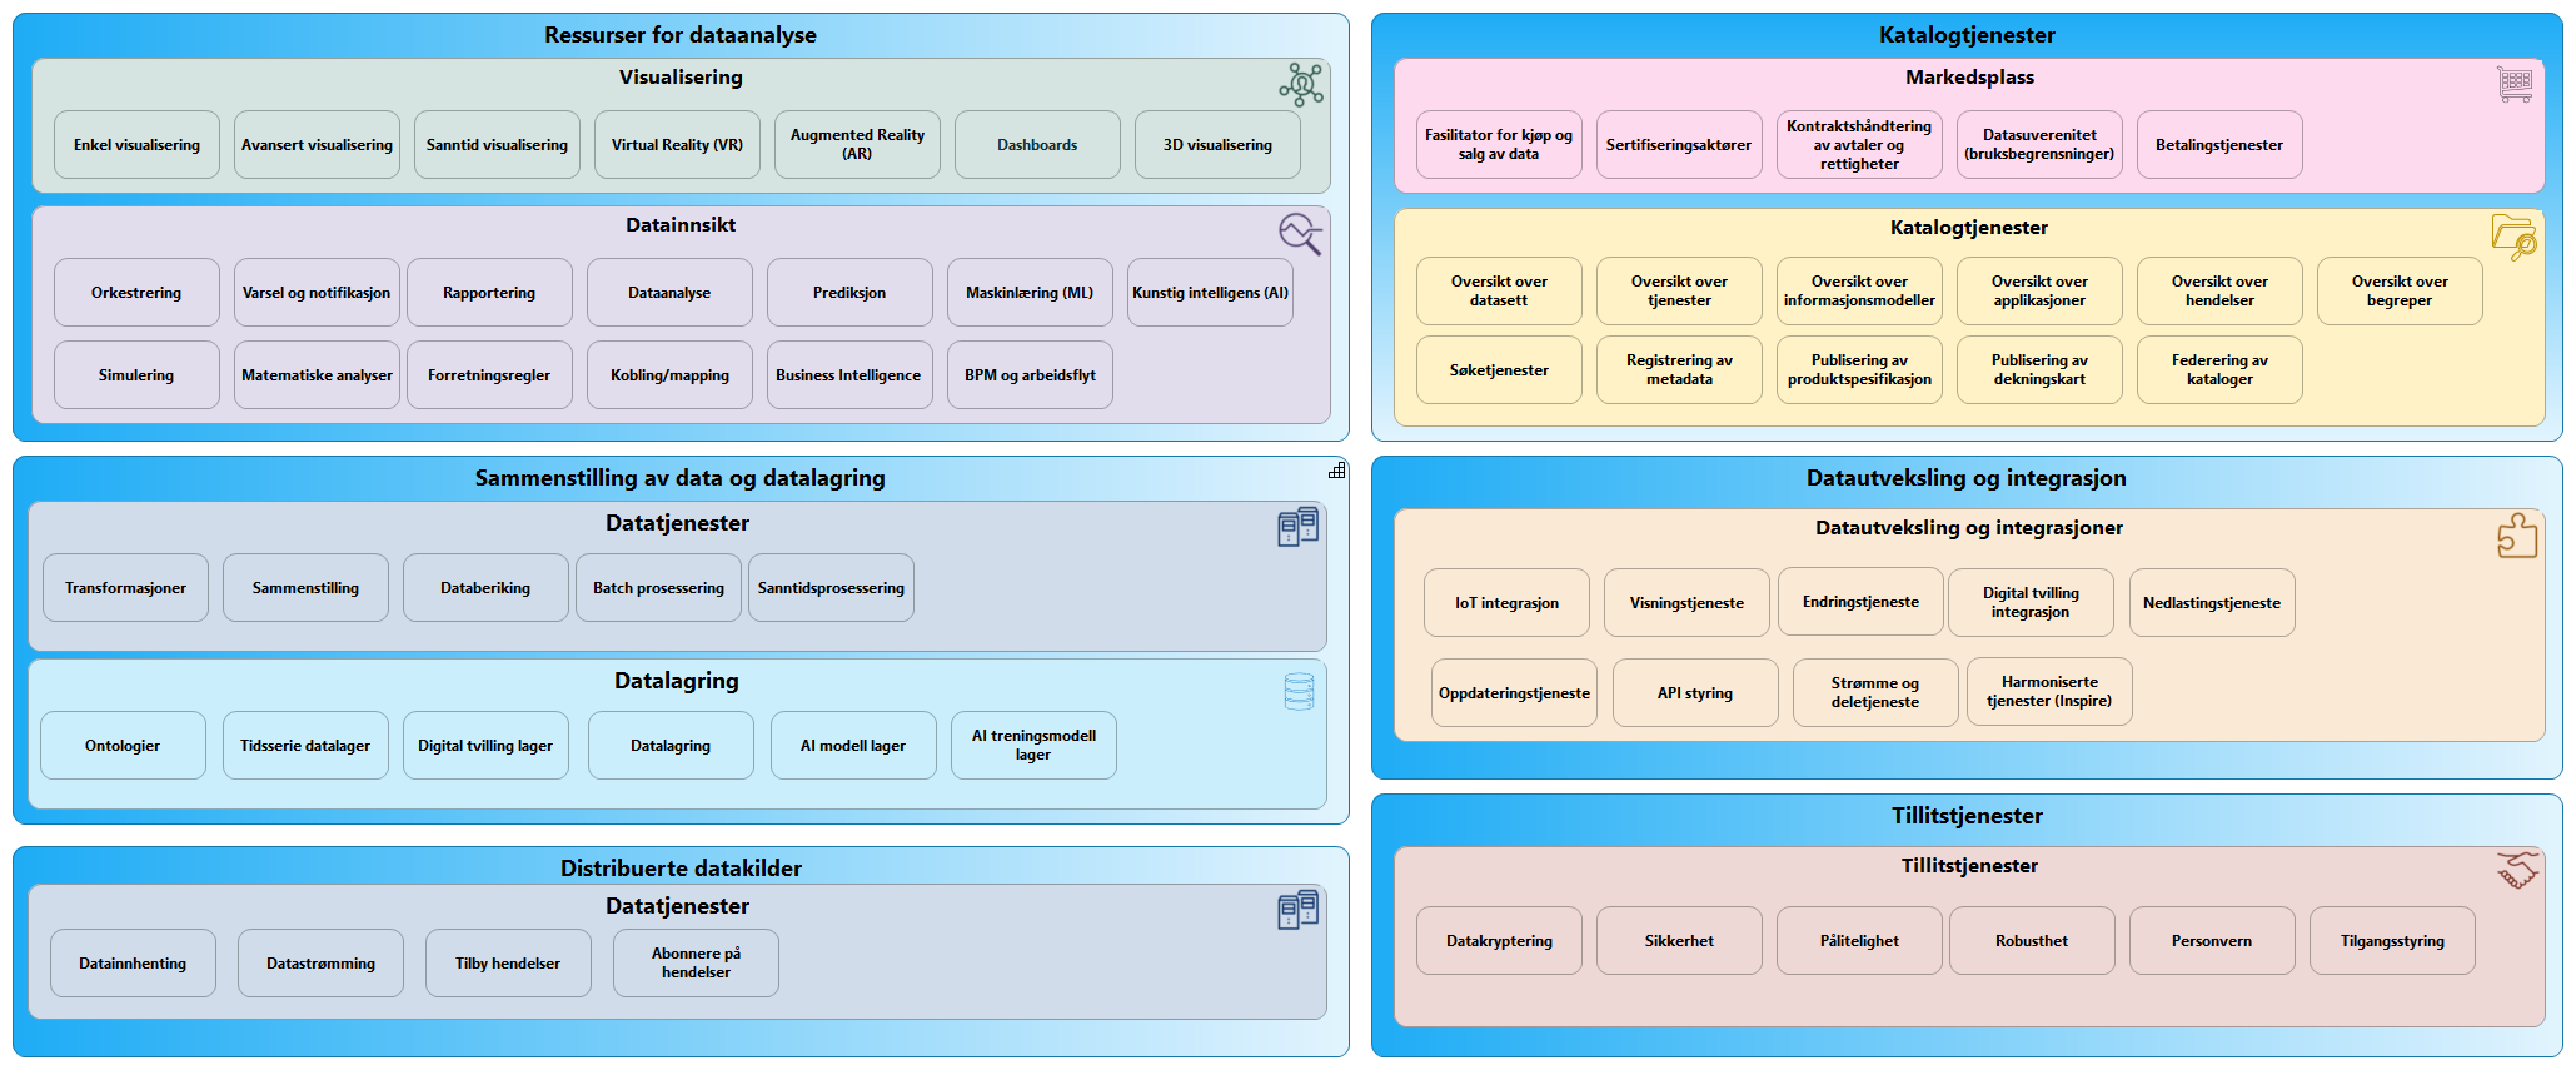 Ressurser for dataanalyse
Visualisering
Enkel visualisering
Avansert visualisering
Sanntid visualisering
Virtual Reality (VR)
Augmented Reality
(AR)
Dashboards
3D visualisering
Datainnsikt
Orkestrering
Varsel og notifikasjon
Rapportering
Dataanalyse
Prediksjon
Maskinlæring (ML)
Kunstig intelligens (AI)
Simulering
Matematiske analyser
Forretningsregler
Kobling/mapping
Business Intelligence
BPM og arbeidsflyt
Katalogtjenester
Markedsplass
Fasilitator for kjøp og
salg av data
Sertifiseringsaktører
Kontraktshåndtering
av avtaler og
rettigheter
Datasuverenitet
(bruksbegrensninger)
Betalingstjenester
Katalogtjenester
Oversikt over
datasett
Oversikt over
tjenester
Oversikt over
informasjonsmodeller
Oversikt over
applikasjoner
Oversikt over
hendelser
Oversikt over
begreper
Søketjenester
Registrering av
metadata
Publisering av
produktspesifikasjon
Publisering av
dekningskart
Federering av
kataloger
Sammenstilling av data og datalagring
Datatjenester
Transformasjoner
Sammenstilling
Databeriking
Batch prosessering
Sanntidsprosessering
Datalagring
Ontologier
Tidsserie datalager
Digital tvilling lager
Datalagring
AI modell lager
AI treningsmodell
lager
Datautveksling og integrasjon
Datautveksling og integrasjoner
IoT integrasjon
Visningstjeneste
Endringstjeneste
Digital tvilling
integrasjon
Nedlastingstjeneste
Oppdateringstjeneste
API styring
Strømme og
deletjeneste
Harmoniserte
tjenester (Inspire)
Distribuerte datakilder
Datatjenester
Datainnhenting
Datastrømming
Tilby hendelser
Abonnere på
hendelser
Tillitstjenester
Tillitstjenester
Datakryptering
Sikkerhet
Pålitelighet
Robusthet
Personvern
Tilgangsstyring